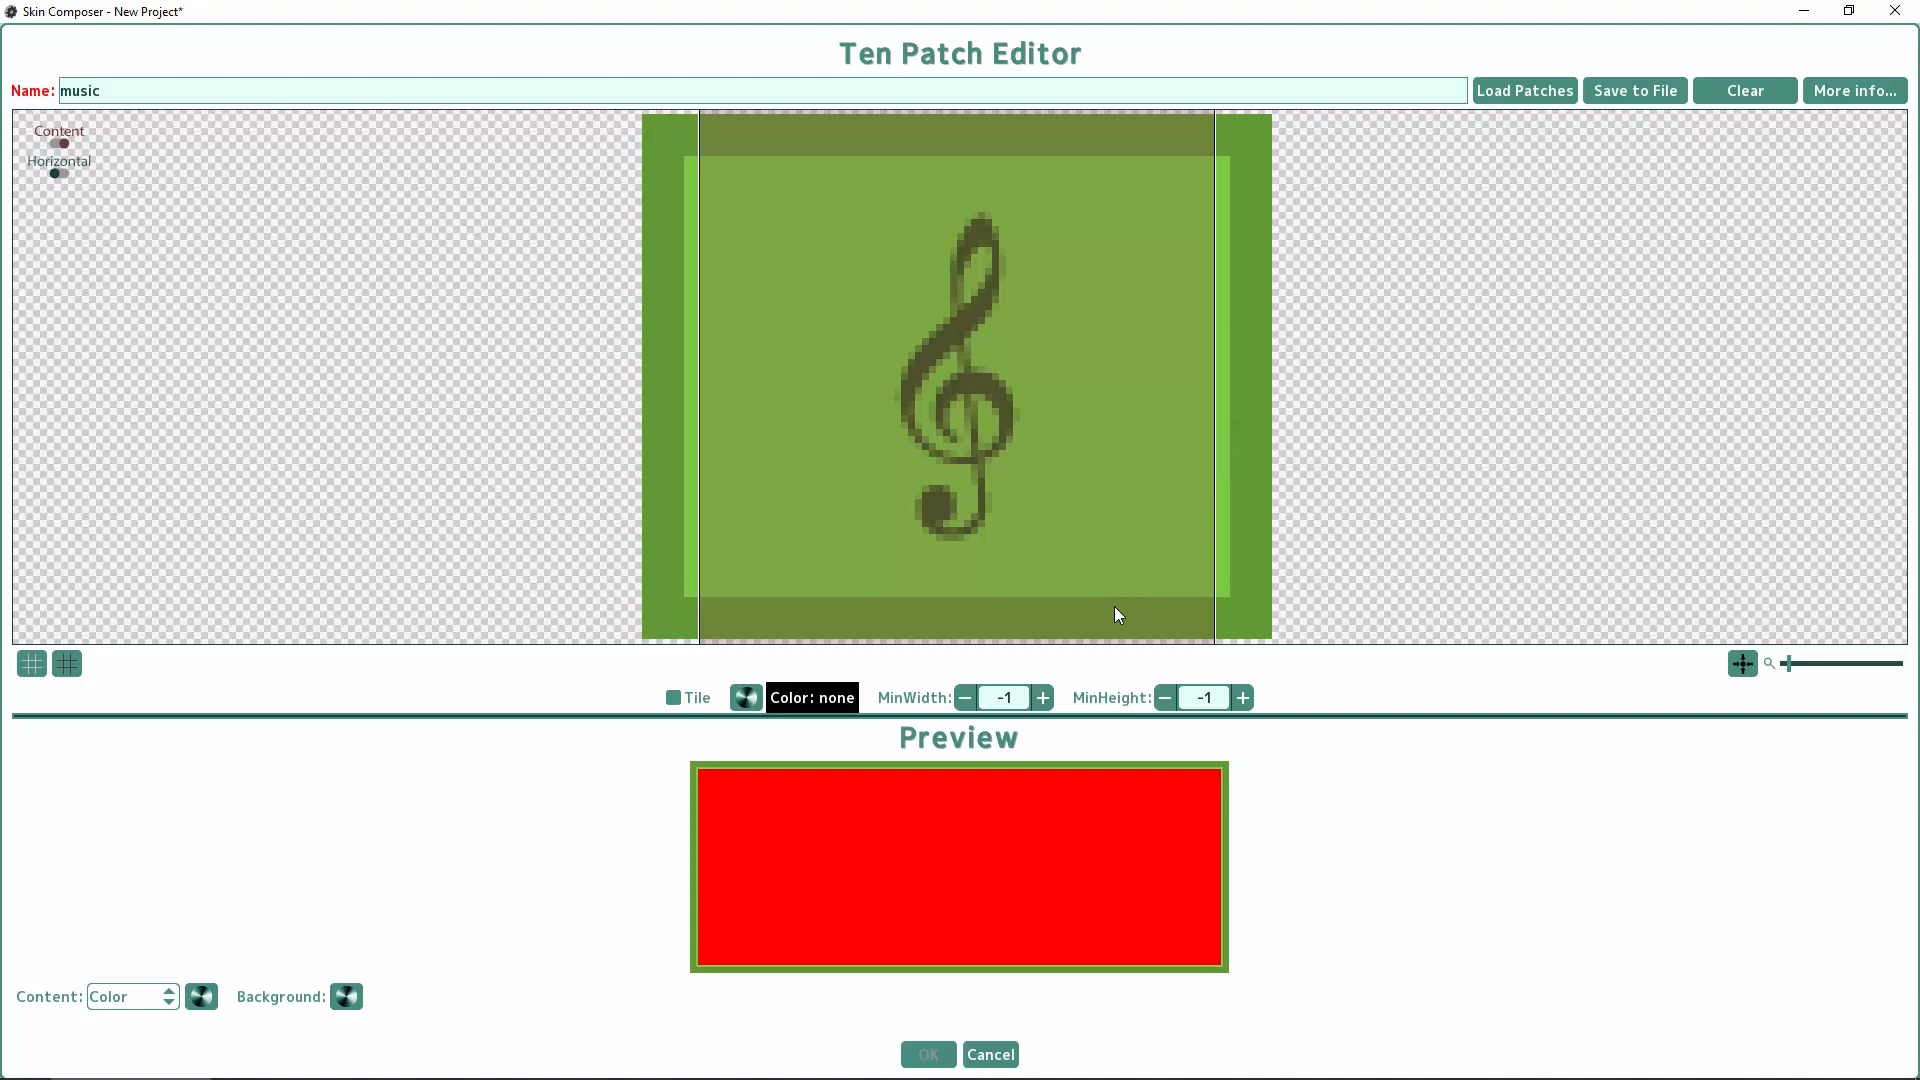 Skin Composer - New Project*
Ten Patch Editor
Name: music Load Patches Save to File Clear More info...
Content
Horizontal
Tile Color: none MinWidth: -1 MinHeight: -1
Preview
Content: Color Background:
OK Cancel